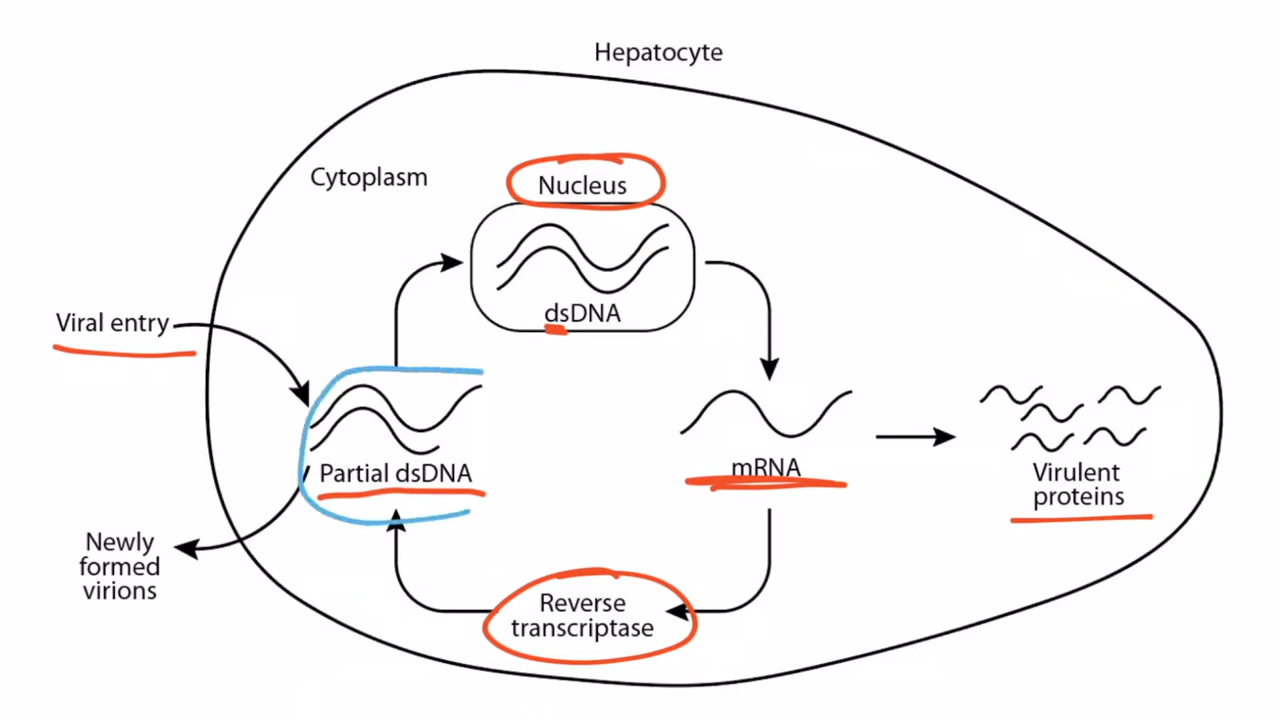 Hepatocyte
Cytoplasm
Nucleus
dsDNA
Viral entry
Partial dsDNA
mRNA
Virulent
proteins
Newly
formed
virions
Reverse
transcriptase